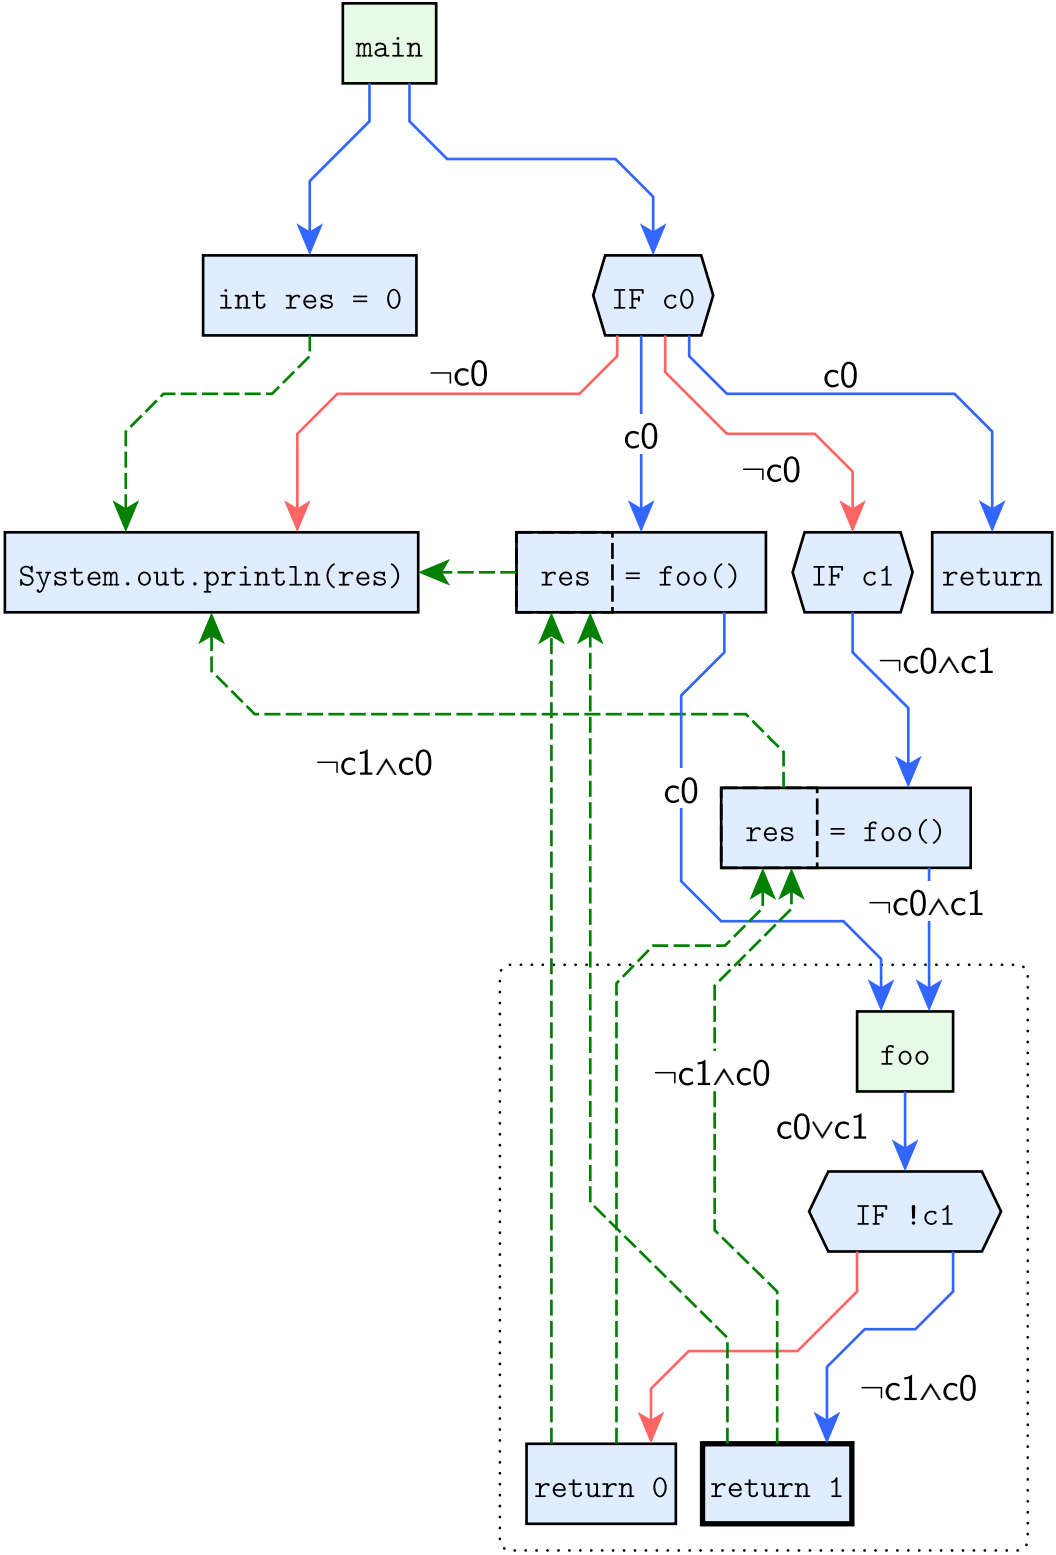 main
int res = 0
IF c0
¬c0
c0
c0
¬c0
System.out.println(res)
res = foo()
IF c1
return
¬c0∧c1
¬c1∧c0
c0
res = foo()
¬c0∧c1
foo
¬c1∧c0
c0∨c1
IF !c1
¬c1∧c0
return 0
return 1